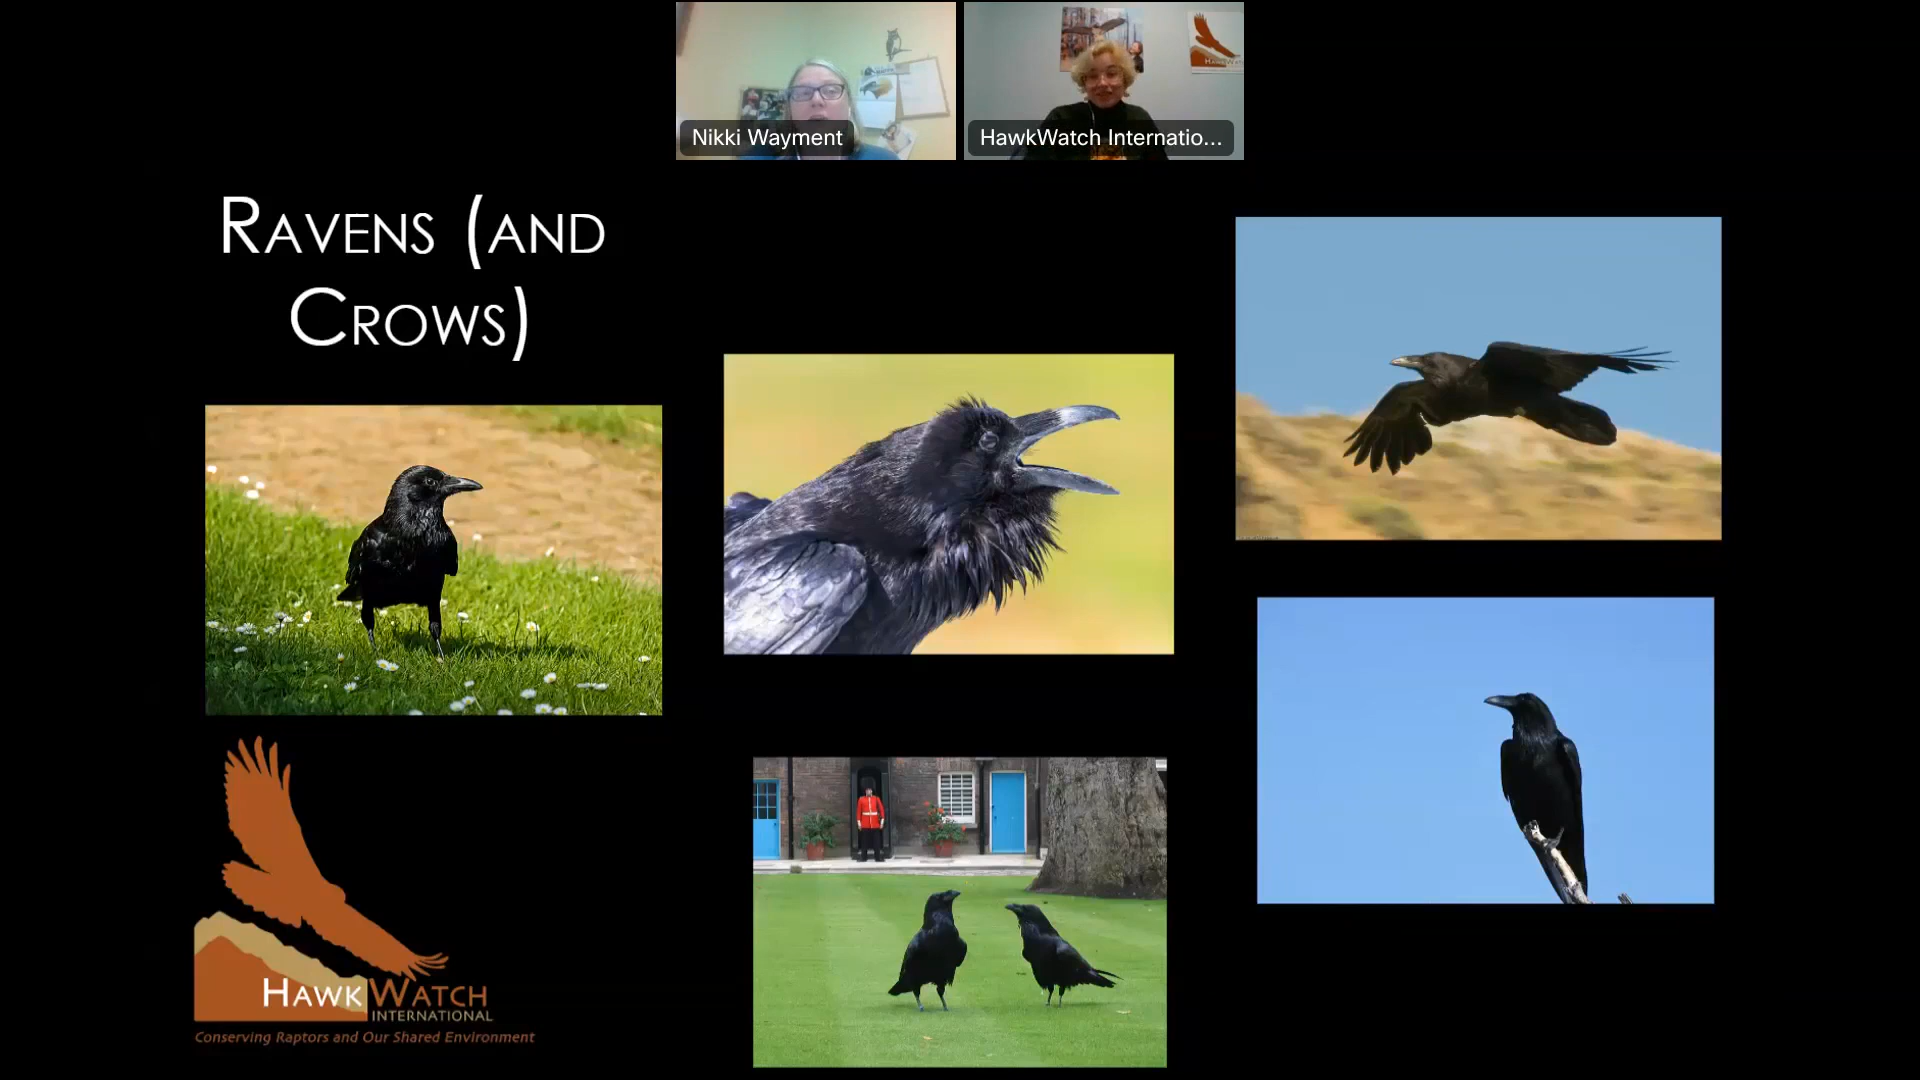 Nikki Wayment
HawkWatch Internatio...
RAVENS (AND
CROWS)
HAWKWATCH
INTERNATIONAL
Conserving Raptors and Our Shared Environment